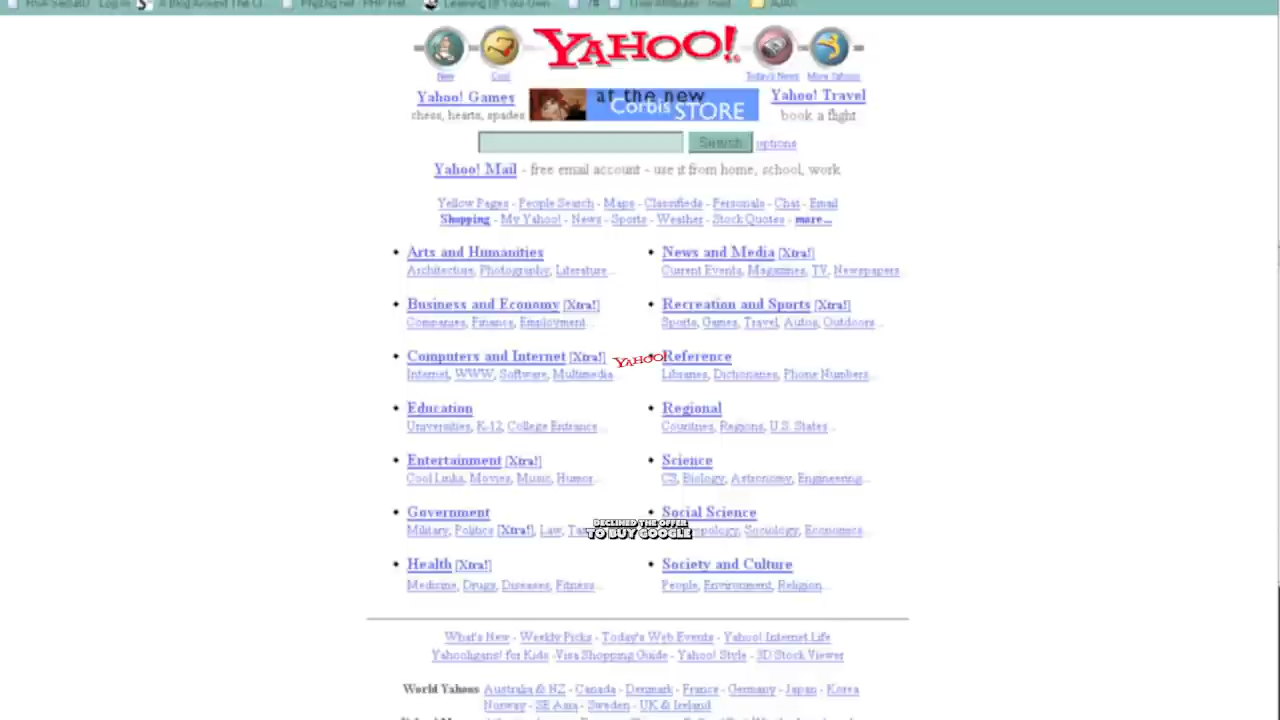 New
Cool
YAHOO!
Today's News
More Yahoos
Yahoo! Games
chess, hearts, spades
at the new
Corbis STORE
Yahoo! Travel
book a flight
Search options
Yahoo! Mail - free email account - use it from home, school, work
Yellow Pages - People Search - Maps - Classifieds - Personals - Chat - Email
Shopping - My Yahoo! - News - Sports - Weather - Stock Quotes - more...
Arts and Humanities
Architecture, Photography, Literature...
News and Media [Xtra!]
Current Events, Magazines, TV, Newspapers
Business and Economy [Xtra!]
Companies, Finance, Employment...
Recreation and Sports [Xtra!]
Sports, Games, Travel, Autos, Outdoors...
Computers and Internet [Xtra!]
Internet, WWW, Software, Multimedia
YAHOO!
Reference
Libraries, Dictionaries, Phone Numbers...
Education
Universities, K-12, College Entrance...
Regional
Countries, Regions, U.S. States...
Entertainment [Xtra!]
Cool Links, Movies, Music, Humor...
Science
CS, Biology, Astronomy, Engineering...
Government
Military, Politics [Xtra!], Law,
DECLINED THE OFFER
TO BUY GOOGLE
Social Science
Sociology, Economics...
Health [Xtra!]
Medicine, Drugs, Diseases, Fitness...
Society and Culture
People, Environment, Religion...
What's New - Weekly Picks - Today's Web Events - Yahoo! Internet Life
Yahooligans! for Kids - Visa Shopping Guide - Yahoo! Style - 3D Stock Viewer
World Yahoos Australia & NZ - Canada - Denmark - France - Germany - Japan - Korea
Norway - SE Asia - Sweden - UK & Ireland